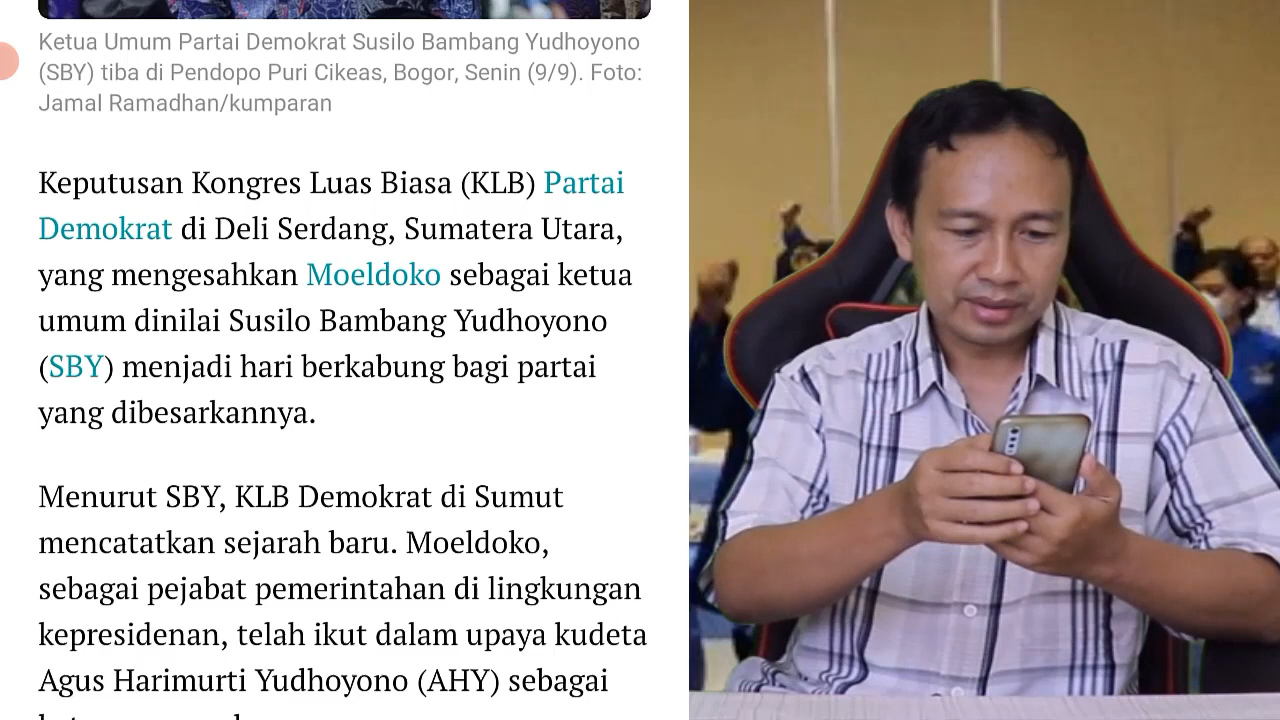 Ketua Umum Partai Demokrat Susilo Bambang Yudhoyono
(SBY) tiba di Pendopo Puri Cikeas, Bogor, Senin (9/9). Foto:
Jamal Ramadhan/kumparan
Keputusan Kongres Luas Biasa (KLB) Partai
Demokrat di Deli Serdang, Sumatera Utara,
yang mengesahkan Moeldoko sebagai ketua
umum dinilai Susilo Bambang Yudhoyono
(SBY) menjadi hari berkabung bagi partai
yang dibesarkannya.
Menurut SBY, KLB Demokrat di Sumut
mencatatkan sejarah baru. Moeldoko,
sebagai pejabat pemerintahan di lingkungan
kepresidenan, telah ikut dalam upaya kudeta
Agus Harimurti Yudhoyono (AHY) sebagai